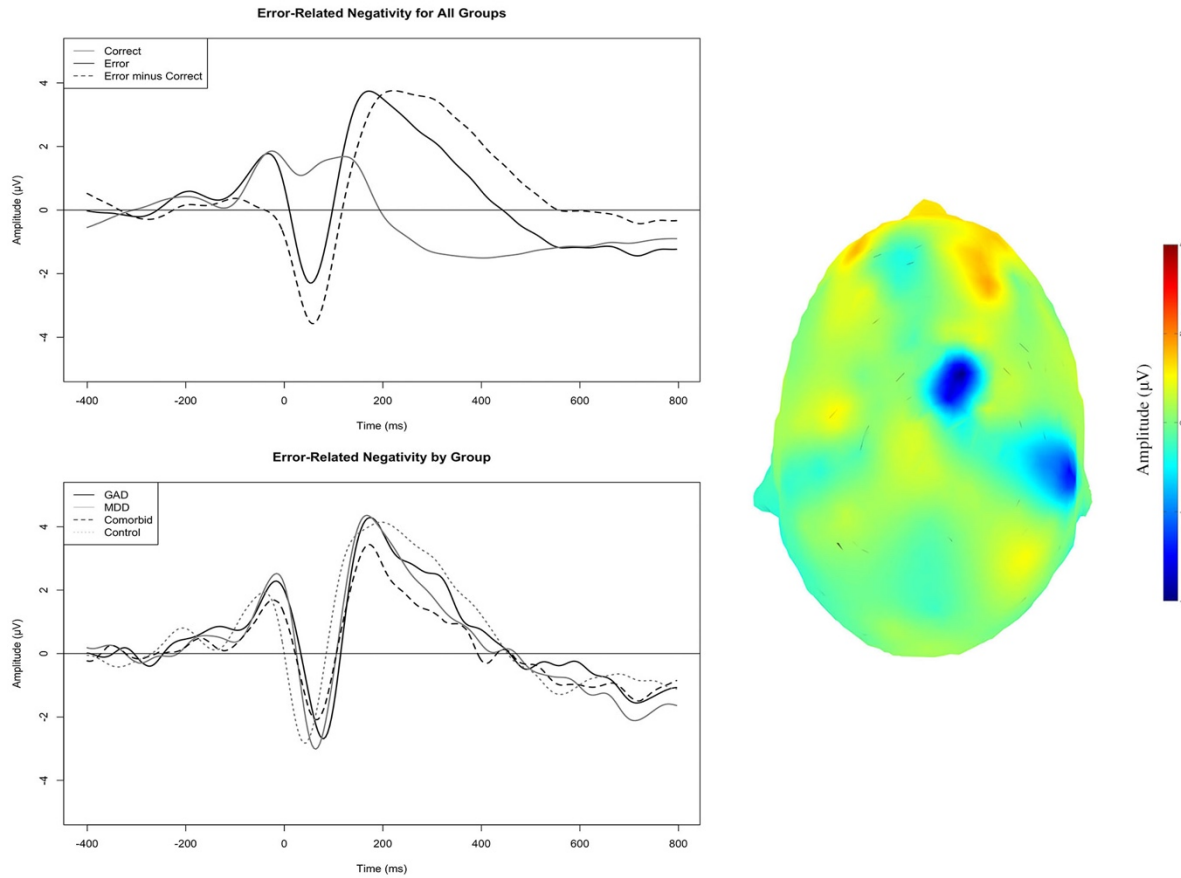 Error-Related Negativity for All Groups
Correct
Error
Error minus Correct
Amplitude (µV)
4
2
0
-2
-4
-400
-200
0
200
400
600
800
Time (ms)
Error-Related Negativity by Group
GAD
MDD
Comorbid
Control
Amplitude (µV)
4
2
0
-2
-4
-400
-200
0
200
400
600
800
Time (ms)
Amplitude (µV)